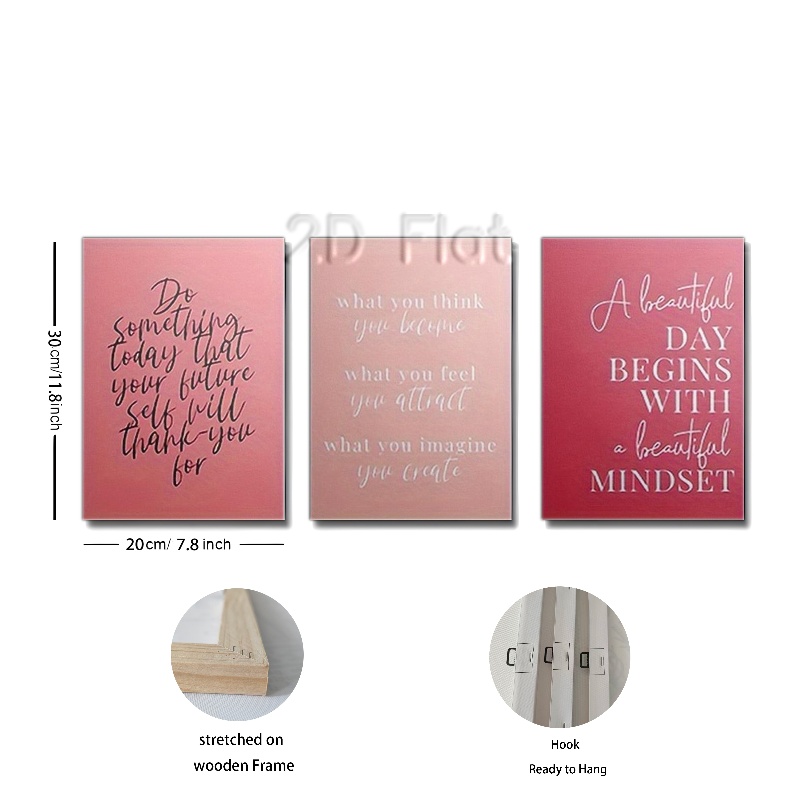 2D Flat
Do
something
today that
your future
self will
thank-you
for
what you think
you become
what you feel
you attract
what you imagine
you create
A beautiful
DAY
BEGINS
WITH
a beautiful
MINDSET
30cm/11.8inch
20cm/ 7.8 inch
stretched on
wooden Frame
Hook
Ready to Hang